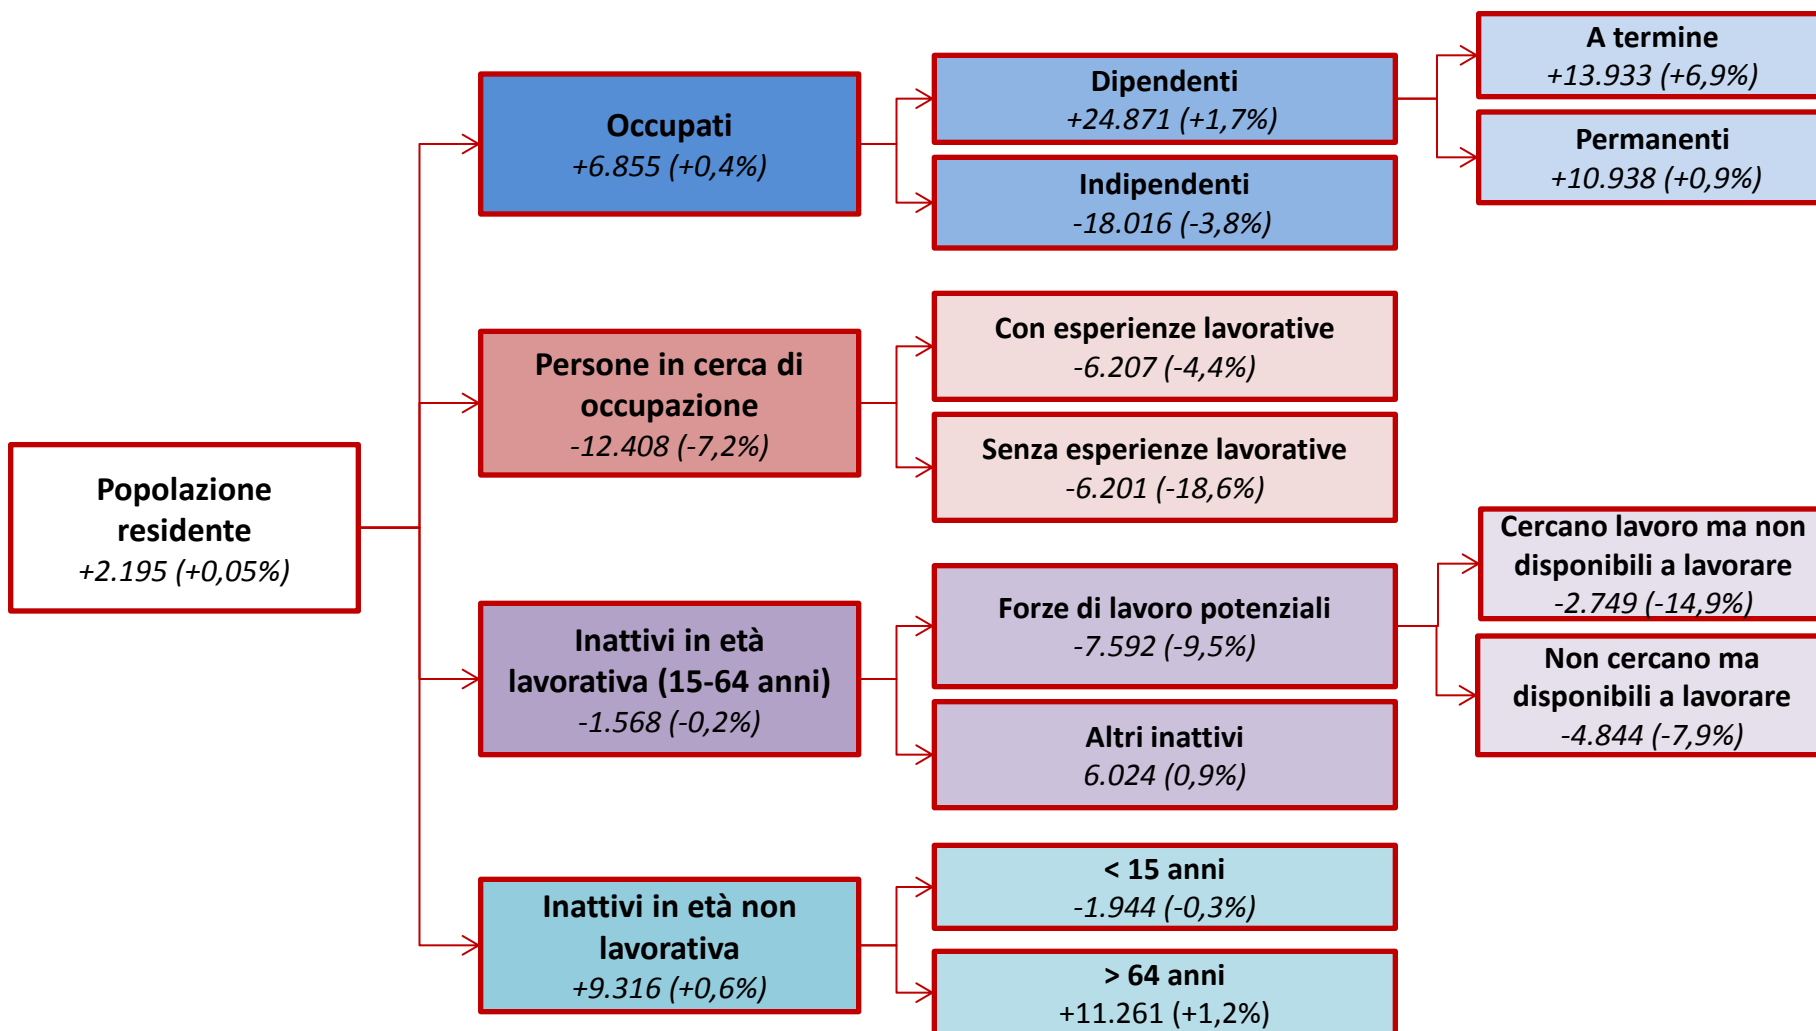 Popolazione
residente
+2.195 (+0,05%)
Occupati
+6.855 (+0,4%)
Dipendenti
+24.871 (+1,7%)
A termine
+13.933 (+6,9%)
Permanenti
+10.938 (+0,9%)
Indipendenti
-18.016 (-3,8%)
Persone in cerca di
occupazione
-12.408 (-7,2%)
Con esperienze lavorative
-6.207 (-4,4%)
Senza esperienze lavorative
-6.201 (-18,6%)
Inattivi in età
lavorativa (15-64 anni)
-1.568 (-0,2%)
Forze di lavoro potenziali
-7.592 (-9,5%)
Cercano lavoro ma non
disponibili a lavorare
-2.749 (-14,9%)
Non cercano ma
disponibili a lavorare
-4.844 (-7,9%)
Altri inattivi
6.024 (0,9%)
Inattivi in età non
lavorativa
+9.316 (+0,6%)
< 15 anni
-1.944 (-0,3%)
> 64 anni
+11.261 (+1,2%)